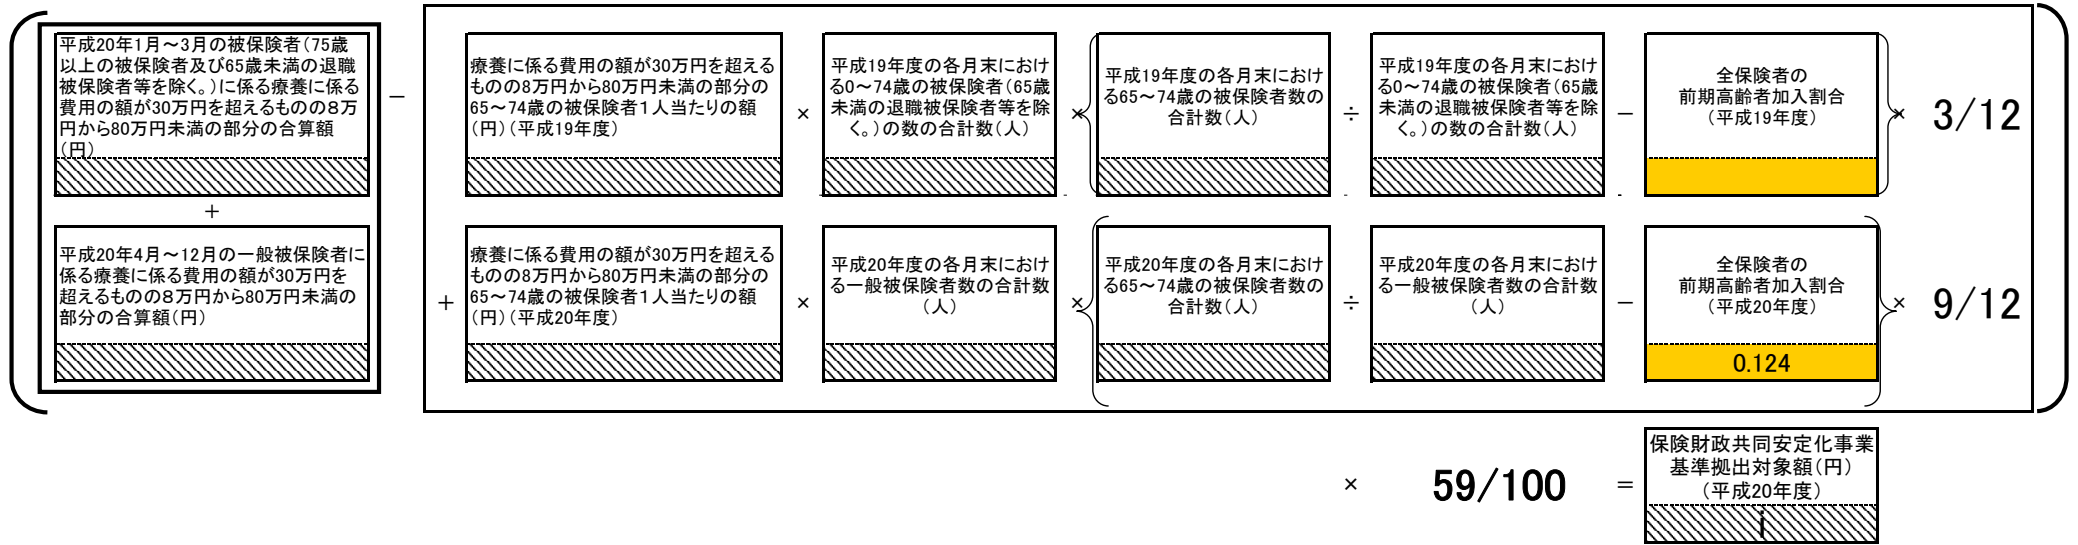 平成20年1月～3月の被保険者（75歳
以上の被保険者及び65歳未満の退職
被保険者等を除く。）に係る療養に係る
費用の額が30万円を超えるものの８万
円から80万円未満の部分の合算額
（円）
－
療養に係る費用の額が30万円を超える
ものの8万円から80万円未満の部分の
65～74歳の被保険者１人当たりの額
（円）（平成19年度）
×
平成19年度の各月末におけ
る0～74歳の被保険者（65歳
未満の退職被保険者等を除
く。）の数の合計数（人）
×
平成19年度の各月末におけ
る65～74歳の被保険者数の
合計数（人）
÷
平成19年度の各月末におけ
る0～74歳の被保険者（65歳
未満の退職被保険者等を除
く。）の数の合計数（人）
－
全保険者の
前期高齢者加入割合
（平成19年度）
×
3/12
＋
平成20年4月～12月の一般被保険者に
係る療養に係る費用の額が30万円を
超えるものの８万円から80万円未満の
部分の合算額（円）
＋
療養に係る費用の額が30万円を超える
ものの8万円から80万円未満の部分の
65～74歳の被保険者１人当たりの額
（円）（平成20年度）
×
平成20年度の各月末におけ
る一般被保険者数の合計数
（人）
×
平成20年度の各月末におけ
る65～74歳の被保険者数の
合計数（人）
÷
平成20年度の各月末におけ
る一般被保険者数の合計数
（人）
－
全保険者の
前期高齢者加入割合
（平成20年度）
0.124
×
9/12
×
59/100
＝
保険財政共同安定化事業
基準拠出対象額（円）
（平成20年度）
i